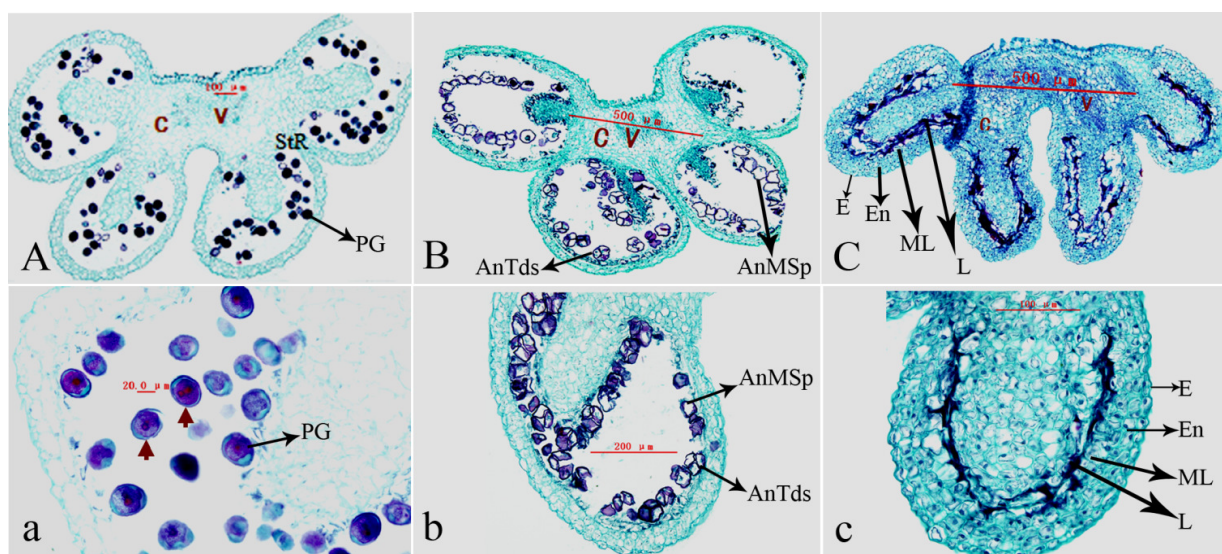 100 μm
C V
StR
PG
A
500 μm
C V
AnTds
AnMSp
B
500 μm
V
C
E
En
ML
L
C
20.0 μm
PG
a
AnMSp
200 μm
AnTds
b
100 μm
E
En
ML
L
c